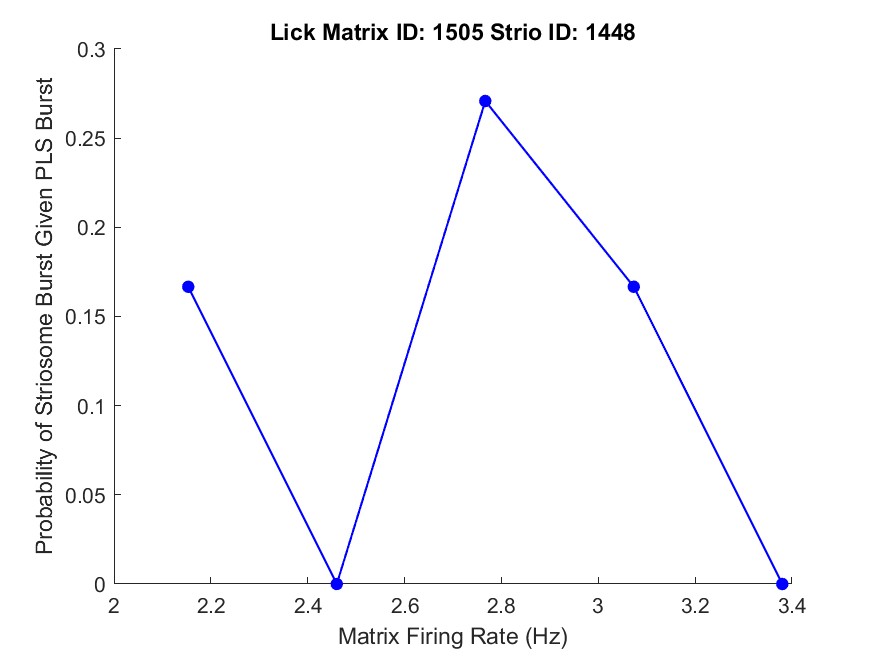 Lick Matrix ID: 1505 Strio ID: 1448
Probability of Striosome Burst Given PLS Burst
0.3
0.25
0.2
0.15
0.1
0.05
0
2 2.2 2.4 2.6 2.8 3 3.2 3.4
Matrix Firing Rate (Hz)